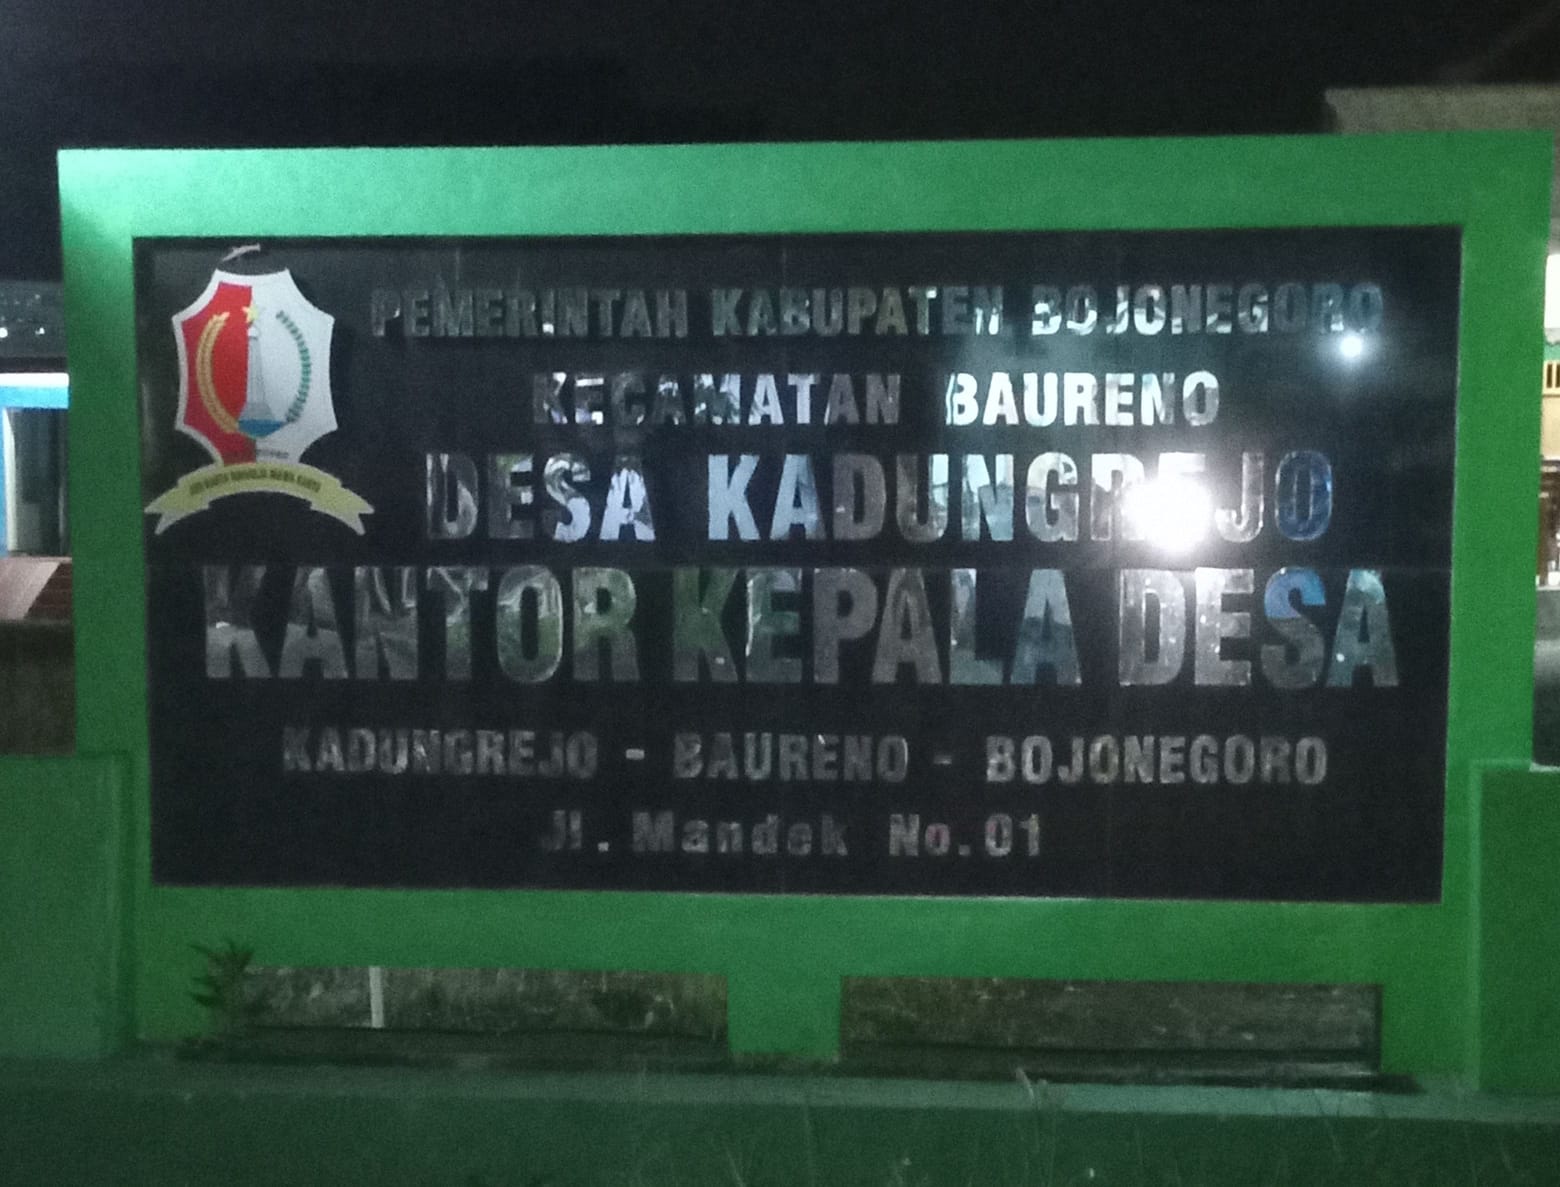 PEMERINTAH KABUPATEN BOJONEGORO
KECAMATAN BAURENO
DESA KADUNGREJO
KANTOR KEPALA DESA
KADUNGREJO - BAURENO - BOJONEGORO
Jl. Mandek No. 01